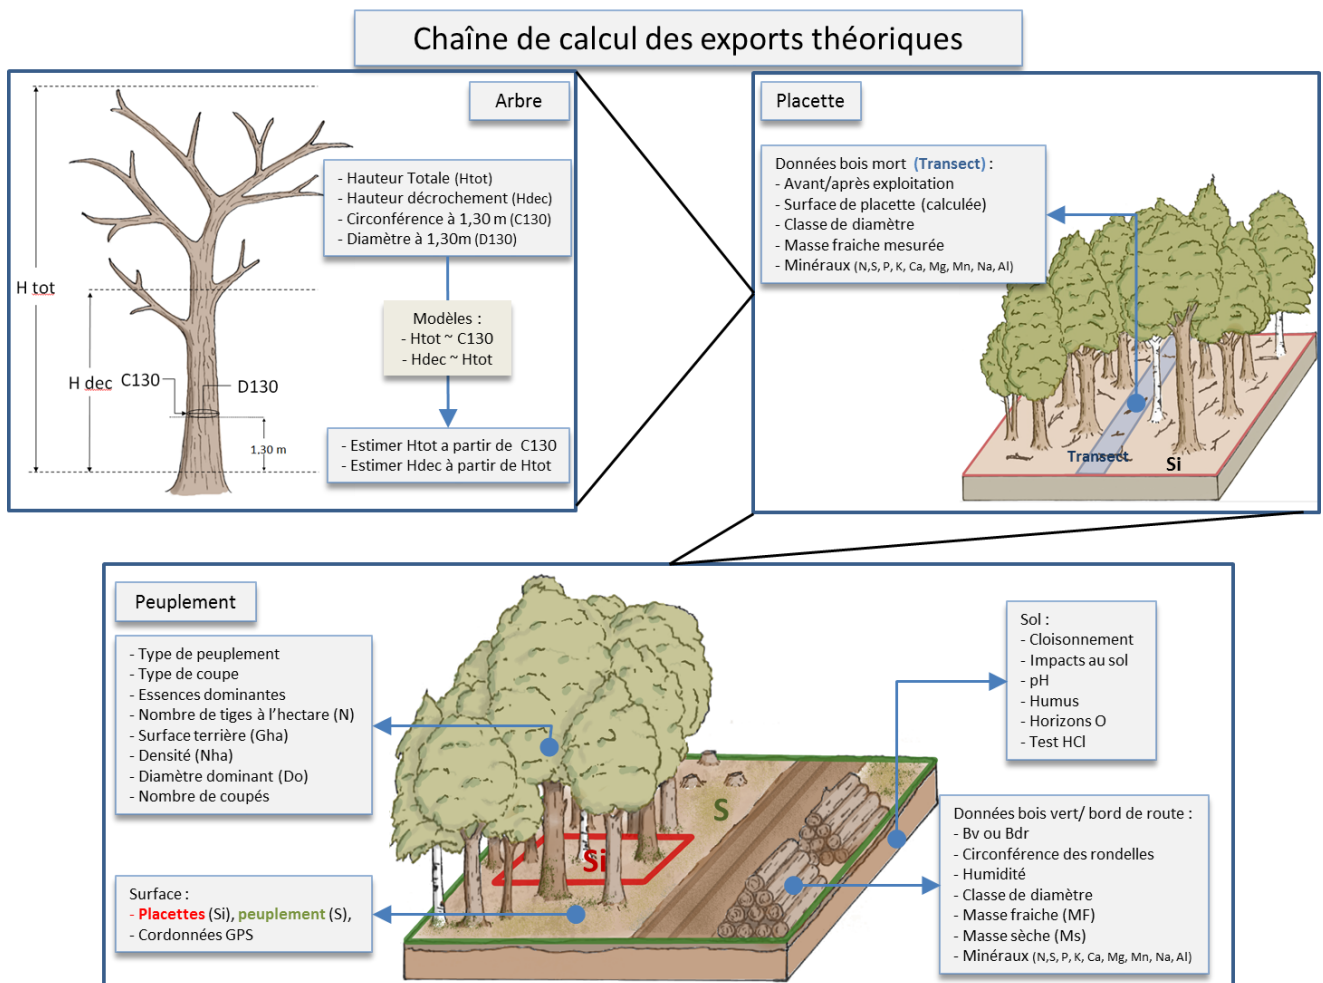 Chaîne de calcul des exports théoriques
Arbre
H tot
H dec
C130
D130
1,30 m
- Hauteur Totale (Htot)
- Hauteur décrochement (Hdec)
- Circonférence à 1,30 m (C130)
- Diamètre à 1,30m (D130)
Modèles :
- Htot ~ C130
- Hdec ~ Htot
- Estimer Htot a partir de C130
- Estimer Hdec à partir de Htot
Placette
Données bois mort (Transect) :
- Avant/après exploitation
- Surface de placette (calculée)
- Classe de diamètre
- Masse fraiche mesurée
- Minéraux (N,S, P, K, Ca, Mg, Mn, Na, Al)
Transect
Si
Peuplement
- Type de peuplement
- Type de coupe
- Essences dominantes
- Nombre de tiges à l'hectare (N)
- Surface terrière (Gha)
- Densité (Nha)
- Diamètre dominant (Do)
- Nombre de coupés
Surface :
- Placettes (Si), peuplement (S),
- Cordonnées GPS
S
Si
Sol :
- Cloisonnement
- Impacts au sol
- pH
- Humus
- Horizons O
- Test HCl
Données bois vert/ bord de route :
- Bv ou Bdr
- Circonférence des rondelles
- Humidité
- Classe de diamètre
- Masse fraiche (MF)
- Masse sèche (Ms)
- Minéraux (N,S, P, K, Ca, Mg, Mn, Na, Al)